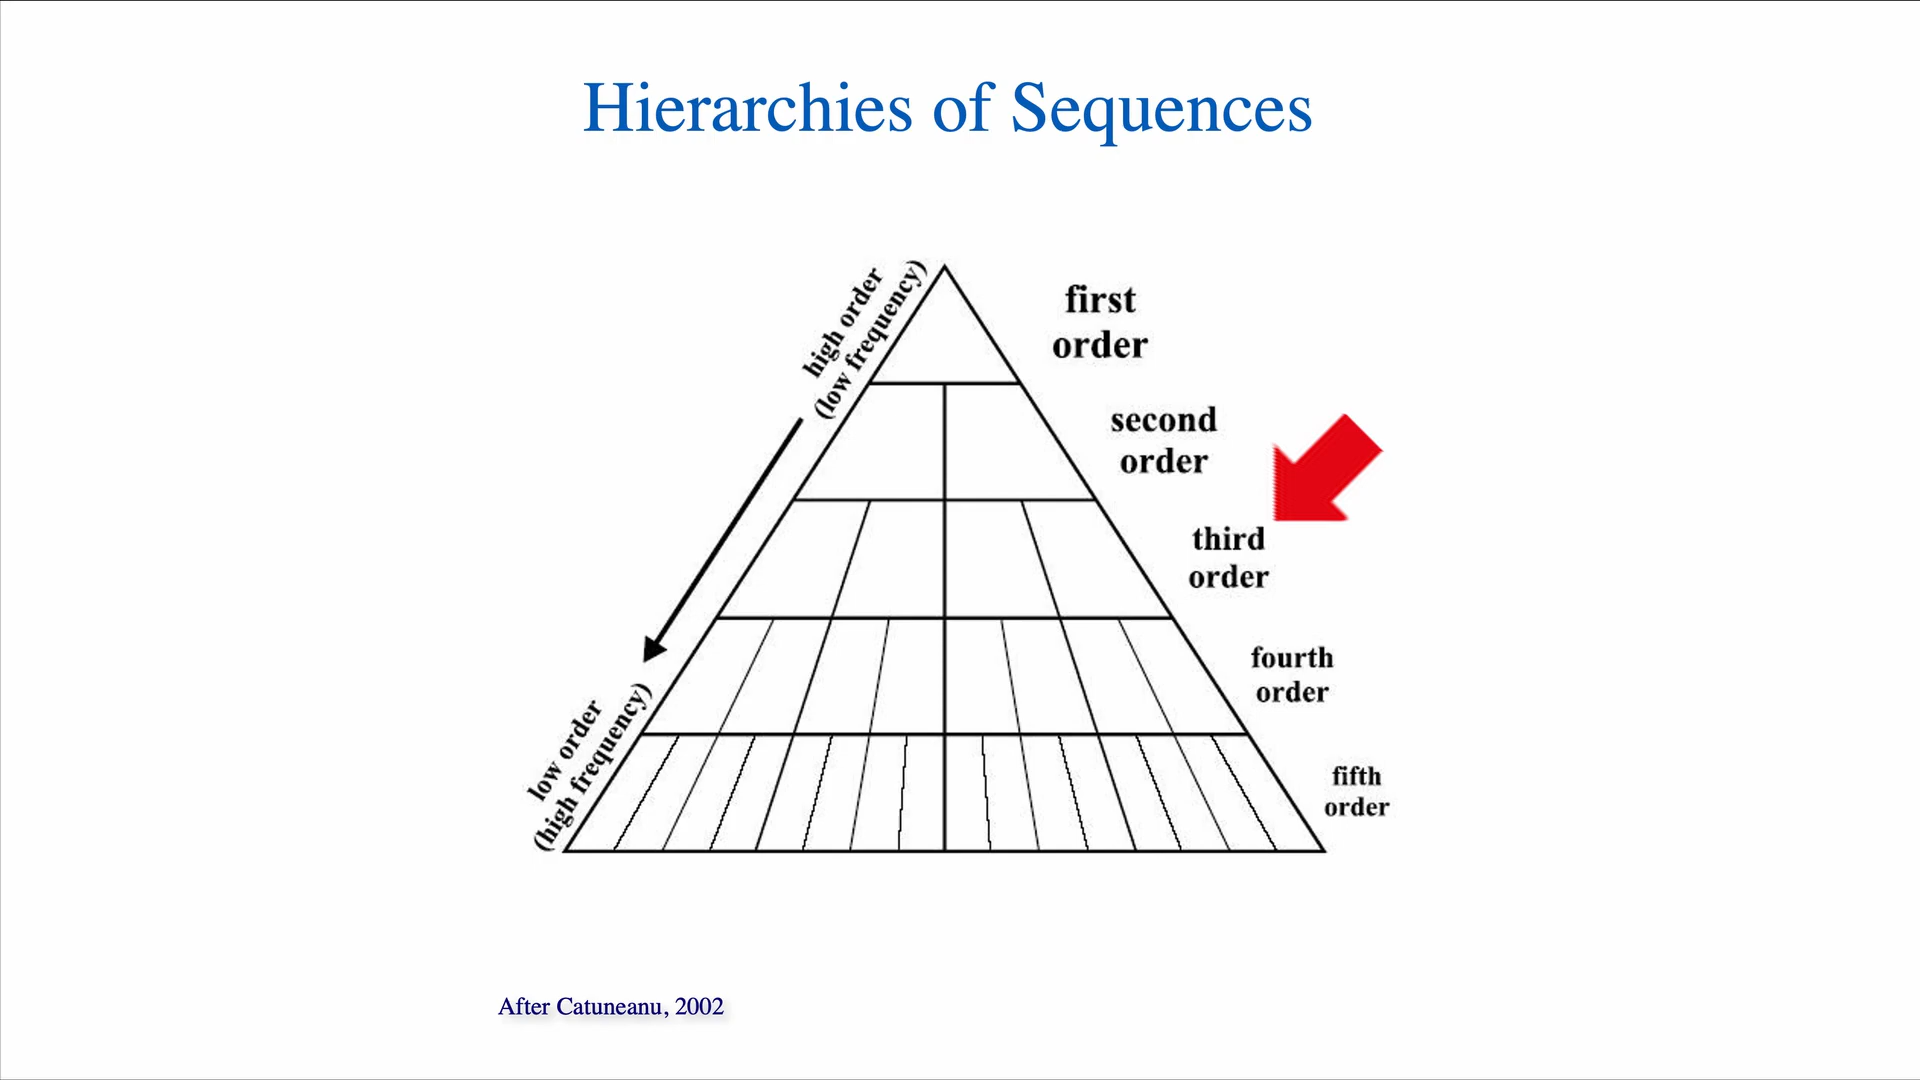 Hierarchies of Sequences
high order
(low frequency)
first
order
second
order
third
order
fourth
order
low order
(high frequency)
fifth
order
After Catuneanu, 2002